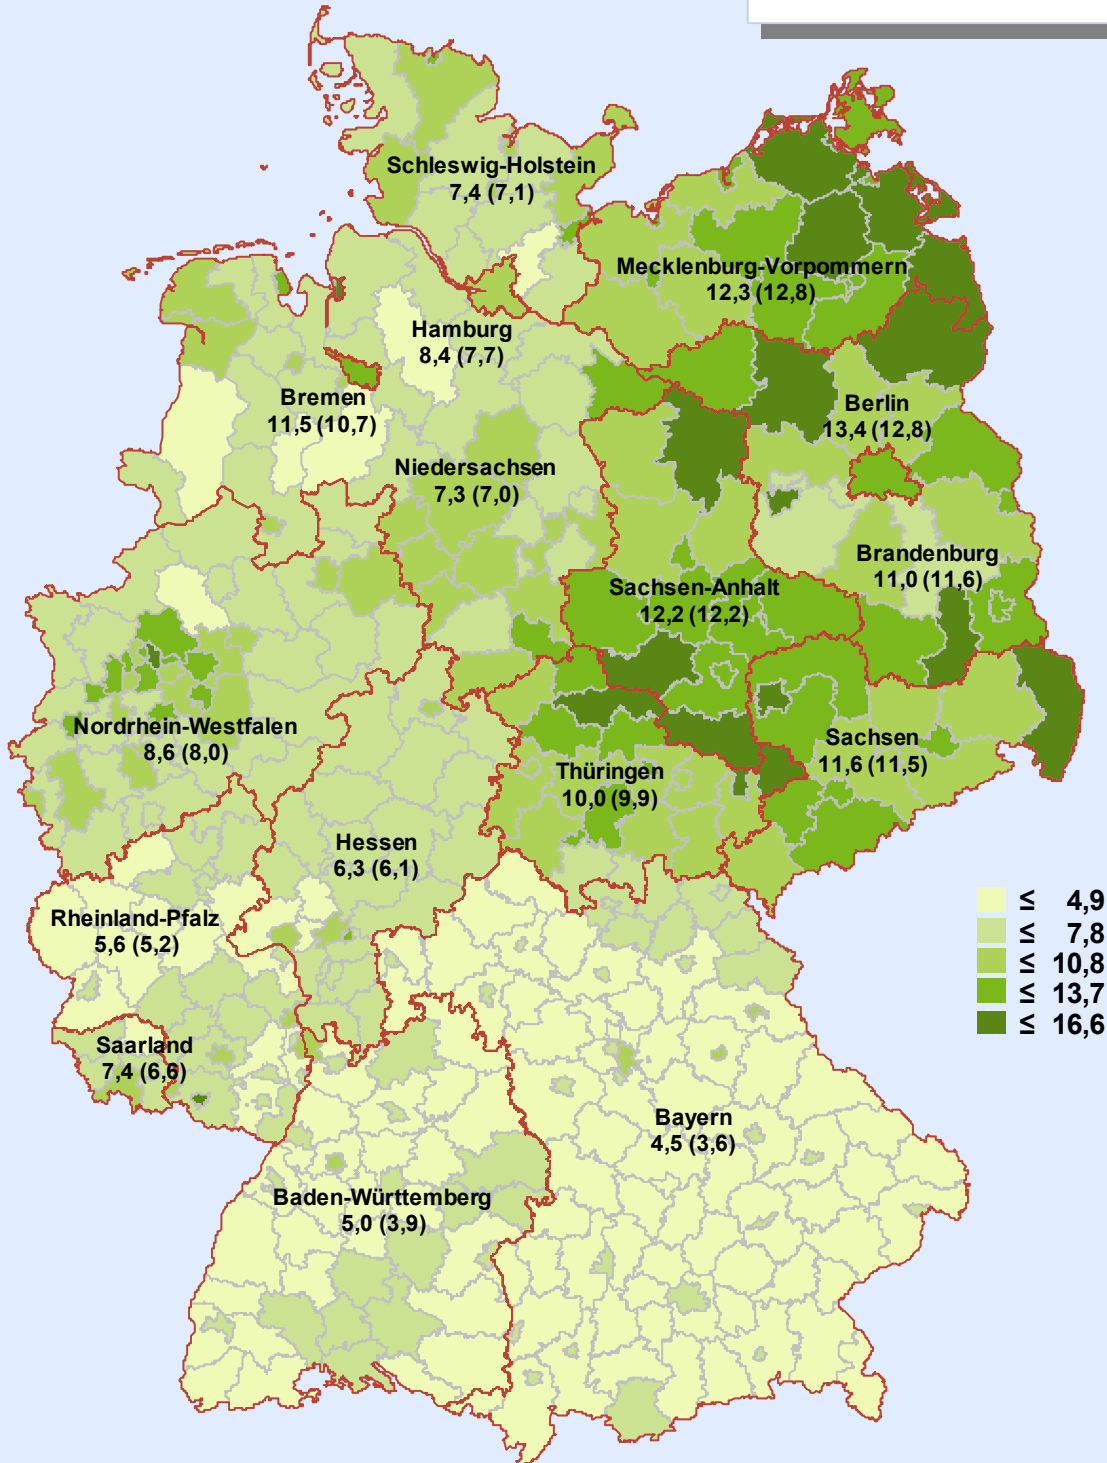 Schleswig-Holstein
7,4 (7,1)
Mecklenburg-Vorpommern
12,3 (12,8)
Hamburg
8,4 (7,7)
Bremen
11,5 (10,7)
Berlin
13,4 (12,8)
Niedersachsen
7,3 (7,0)
Brandenburg
11,0 (11,6)
Sachsen-Anhalt
12,2 (12,2)
Nordrhein-Westfalen
8,6 (8,0)
Sachsen
11,6 (11,5)
Thüringen
10,0 (9,9)
Hessen
6,3 (6,1)
Rheinland-Pfalz
5,6 (5,2)
≤ 4,9
≤ 7,8
≤ 10,8
≤ 13,7
≤ 16,6
Saarland
7,4 (6,6)
Bayern
4,5 (3,6)
Baden-Württemberg
5,0 (3,9)